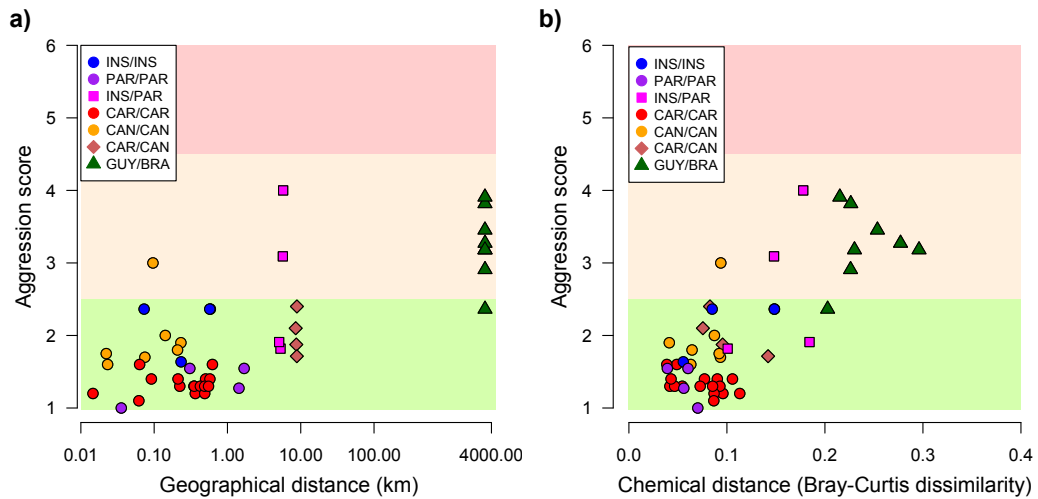 a)
6
5
4
3
2
1
Aggression score
INS/INS
PAR/PAR
INS/PAR
CAR/CAR
CAN/CAN
CAR/CAN
GUY/BRA
0.01
0.10
1.00
100.00
4000.00
Geographical distance (km)
b)
6
5
4
3
2
1
Aggression score
INS/INS
PAR/PAR
INS/PAR
CAR/CAR
CAN/CAN
CAR/CAN
GUY/BRA
0.0
0.1
0.2
0.3
0.4
Chemical distance (Bray-Curtis dissimilarity)